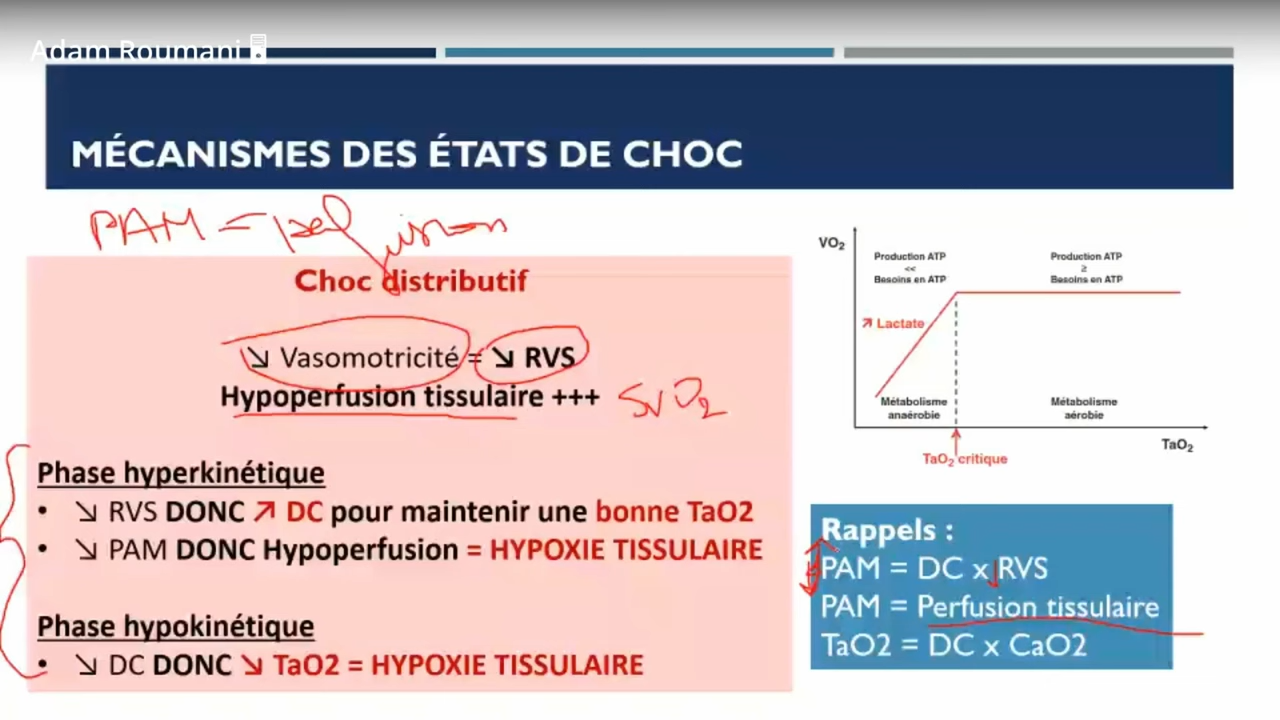 Adam Roumani
MÉCANISMES DES ÉTATS DE CHOC
PAM = perfusion
Choc distributif
↘ Vasomotricité = ↘ RVS
Hypoperfusion tissulaire +++ SvO2
Phase hyperkinétique
• ↘ RVS DONC ↗ DC pour maintenir une bonne TaO2
• ↘ PAM DONC Hypoperfusion = HYPOXIE TISSULAIRE
Phase hypokinétique
• ↘ DC DONC ↘ TaO2 = HYPOXIE TISSULAIRE
VO₂
Production ATP
<<
Besoins en ATP
Production ATP
≥
Besoins en ATP
↗ Lactate
Métabolisme
anaérobie
Métabolisme
aérobie
TaO₂
TaO₂ critique
Rappels :
PAM = DC x RVS
PAM = Perfusion tissulaire
TaO2 = DC x CaO2